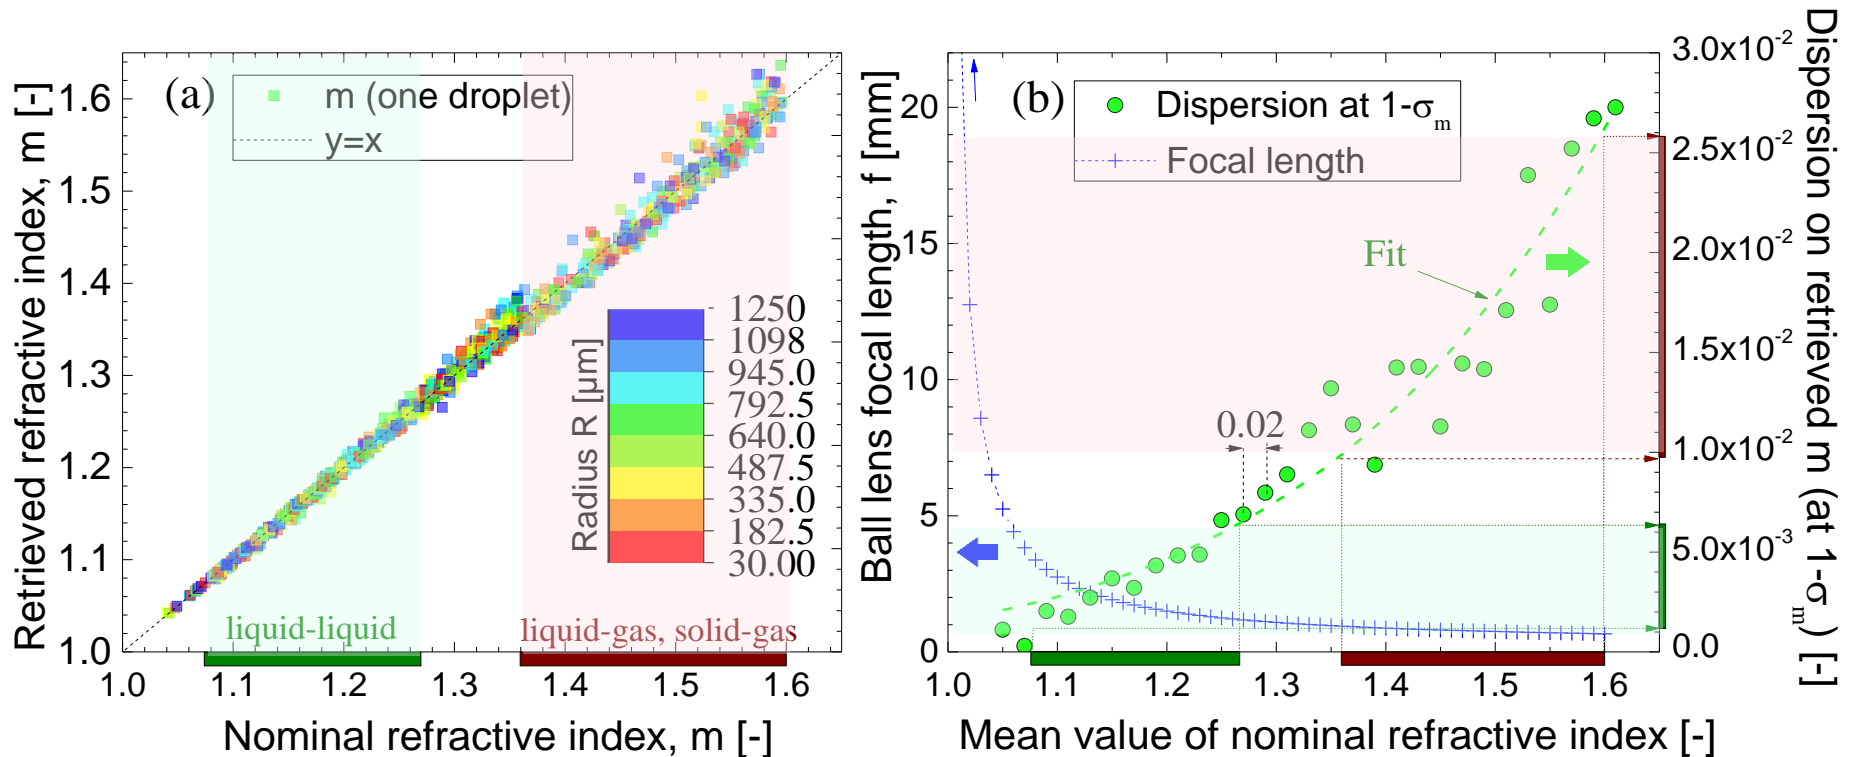 Retrieved refractive index, m [-]
1.6
1.5
1.4
1.3
1.2
1.1
1.0
(a)
m (one droplet)
y=x
Radius R [µm]
1250
1098
945.0
792.5
640.0
487.5
335.0
182.5
30.00
liquid-liquid
liquid-gas, solid-gas
1.0 1.1 1.2 1.3 1.4 1.5 1.6
Nominal refractive index, m [-]
Ball lens focal length, f [mm]
20
15
10
5
0
(b)
Dispersion at 1-σm
Focal length
Fit
0.02
1.0 1.1 1.2 1.3 1.4 1.5 1.6
Mean value of nominal refractive index [-]
3.0x10-2
2.5x10-2
2.0x10-2
1.5x10-2
1.0x10-2
5.0x10-3
0.0
Dispersion on retrieved m (at 1-σm) [-]